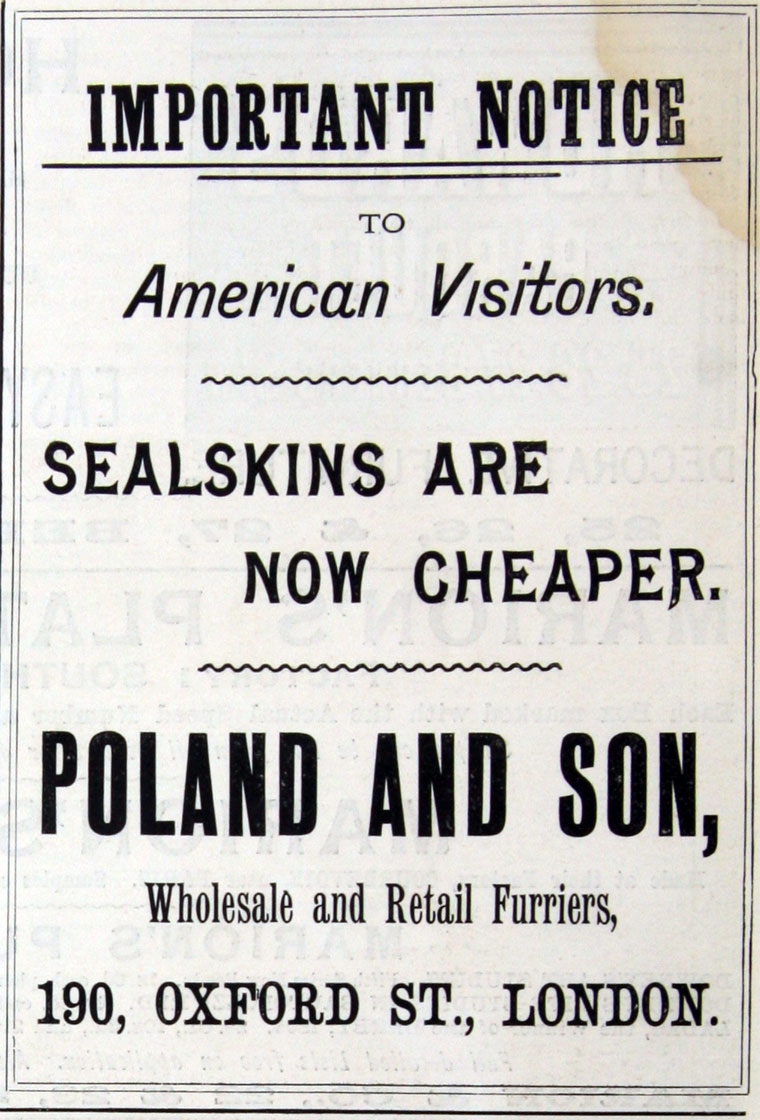 IMPORTANT NOTICE
TO
American Visitors.
SEALSKINS ARE
NOW CHEAPER.
POLAND AND SON,
Wholesale and Retail Furriers,
190, OXFORD ST., LONDON.